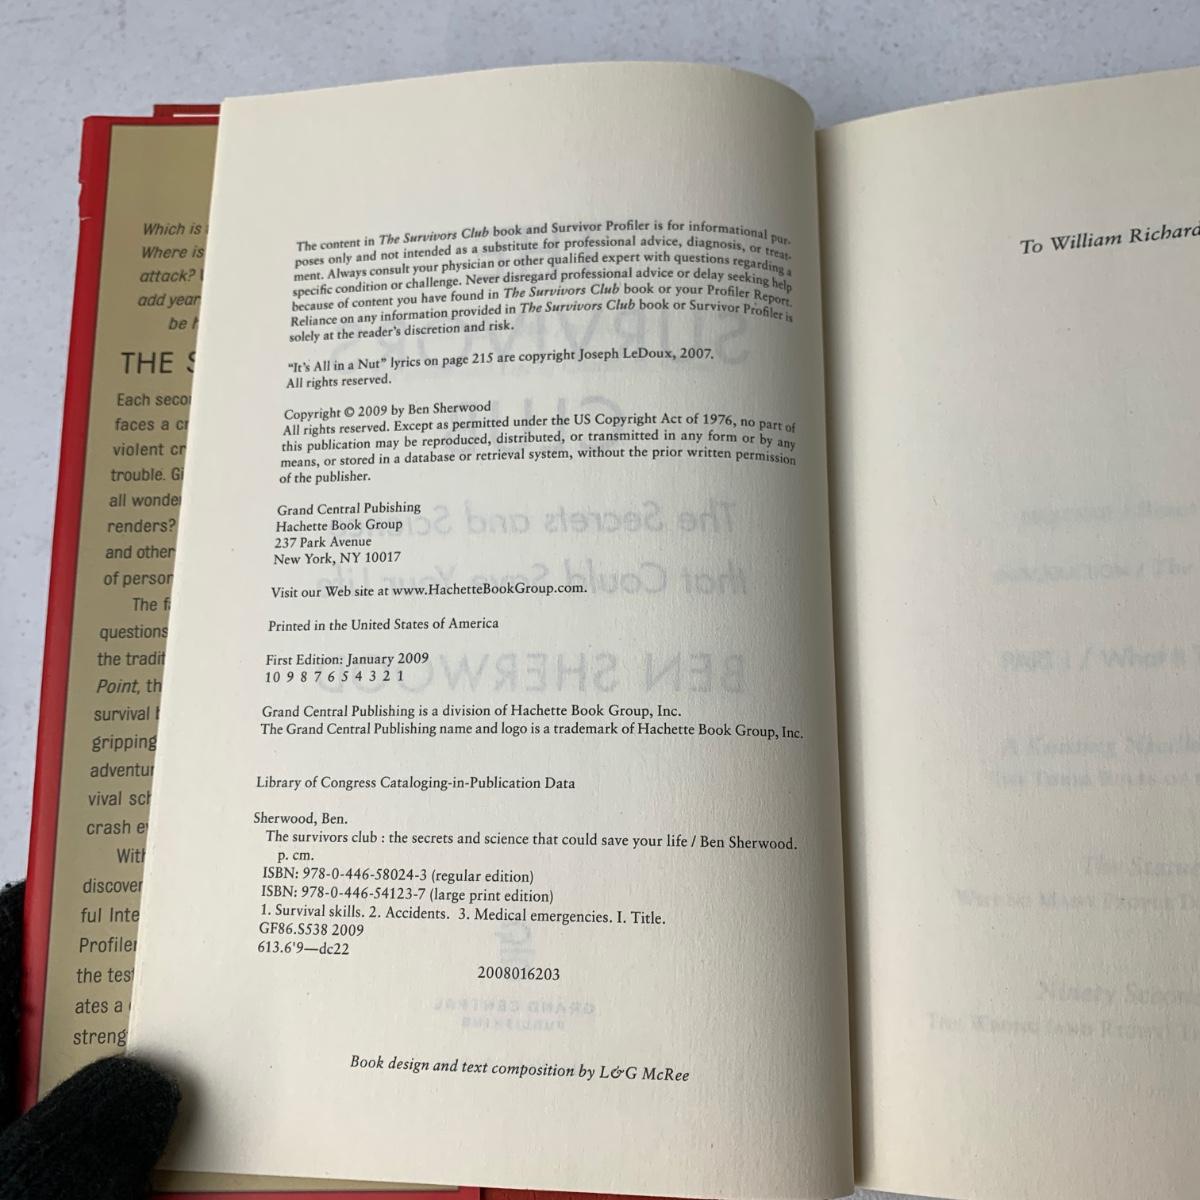 Which is
Where is
attack?
add year
be h
THE S
Each seco
faces a cr
violent cr
trouble. Gi
all wonde
renders?
and other
of person
The f
questions
the tradit
Point, th
survival
gripping
adventur
vival sch
crash e
With
discover
ful Inte
Profiler
the test
ates a
streng
The content in The Survivors Club book and Survivor Profiler is for informational pur-
poses only and not intended as a substitute for professional advice, diagnosis, or treat-
ment. Always consult your physician or other qualified expert with questions regarding a
specific condition or challenge. Never disregard professional advice or delay seeking help
because of content you have found in The Survivors Club book or your Profiler Report.
Reliance on any information provided in The Survivors Club book or Survivor Profiler is
solely at the reader's discretion and risk.
"It's All in a Nut" lyrics on page 215 are copyright Joseph LeDoux, 2007.
All rights reserved.
Copyright © 2009 by Ben Sherwood
All rights reserved. Except as permitted under the US Copyright Act of 1976, no part of
this publication may be reproduced, distributed, or transmitted in any form or by any
means, or stored in a database or retrieval system, without the prior written permission
of the publisher.
Grand Central Pubishing
Hachette Book Group
237 Park Avenue
New York, NY 10017
Visit our Web site at www.HachetteBookGroup.com.
Printed in the United States of America
First Edition: January 2009
10 9 8 7 6 5 4 3 2 1
Grand Central Publishing is a division of Hachette Book Group, Inc.
The Grand Central Publishing name and logo is a trademark of Hachette Book Group, Inc.
Library of Congress Cataloging-in-Publication Data
Sherwood, Ben.
The survivors club : the secrets and science that could save your life / Ben Sherwood.
p. cm.
ISBN: 978-0-446-58024-3 (regular edition)
ISBN: 978-0-446-54123-7 (large print edition)
1. Survival skills. 2. Accidents. 3. Medical emergencies. I. Title.
GF86.S538 2009
613.6'9—dc22
2008016203
Book design and text composition by L&G McRee
To William Richard